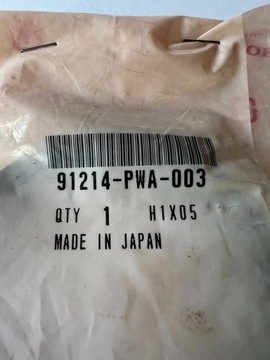 91214-PWA-003
QTY 1 H1X05
MADE IN JAPAN